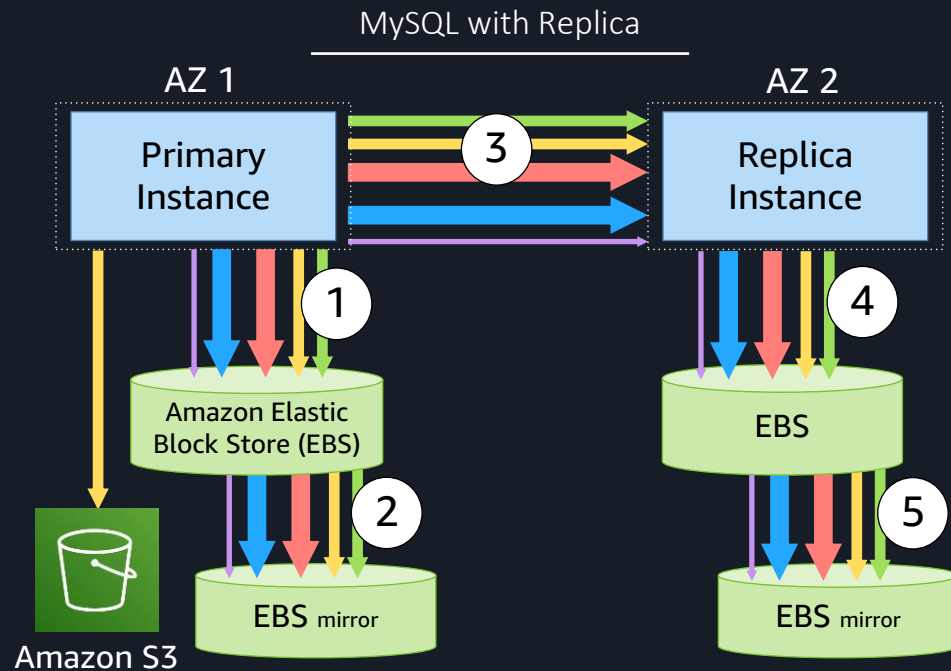 MySQL with Replica
AZ 1
AZ 2
Primary
Instance
3
Replica
Instance
1
4
Amazon Elastic
Block Store (EBS)
EBS
2
5
EBS mirror
EBS mirror
Amazon S3